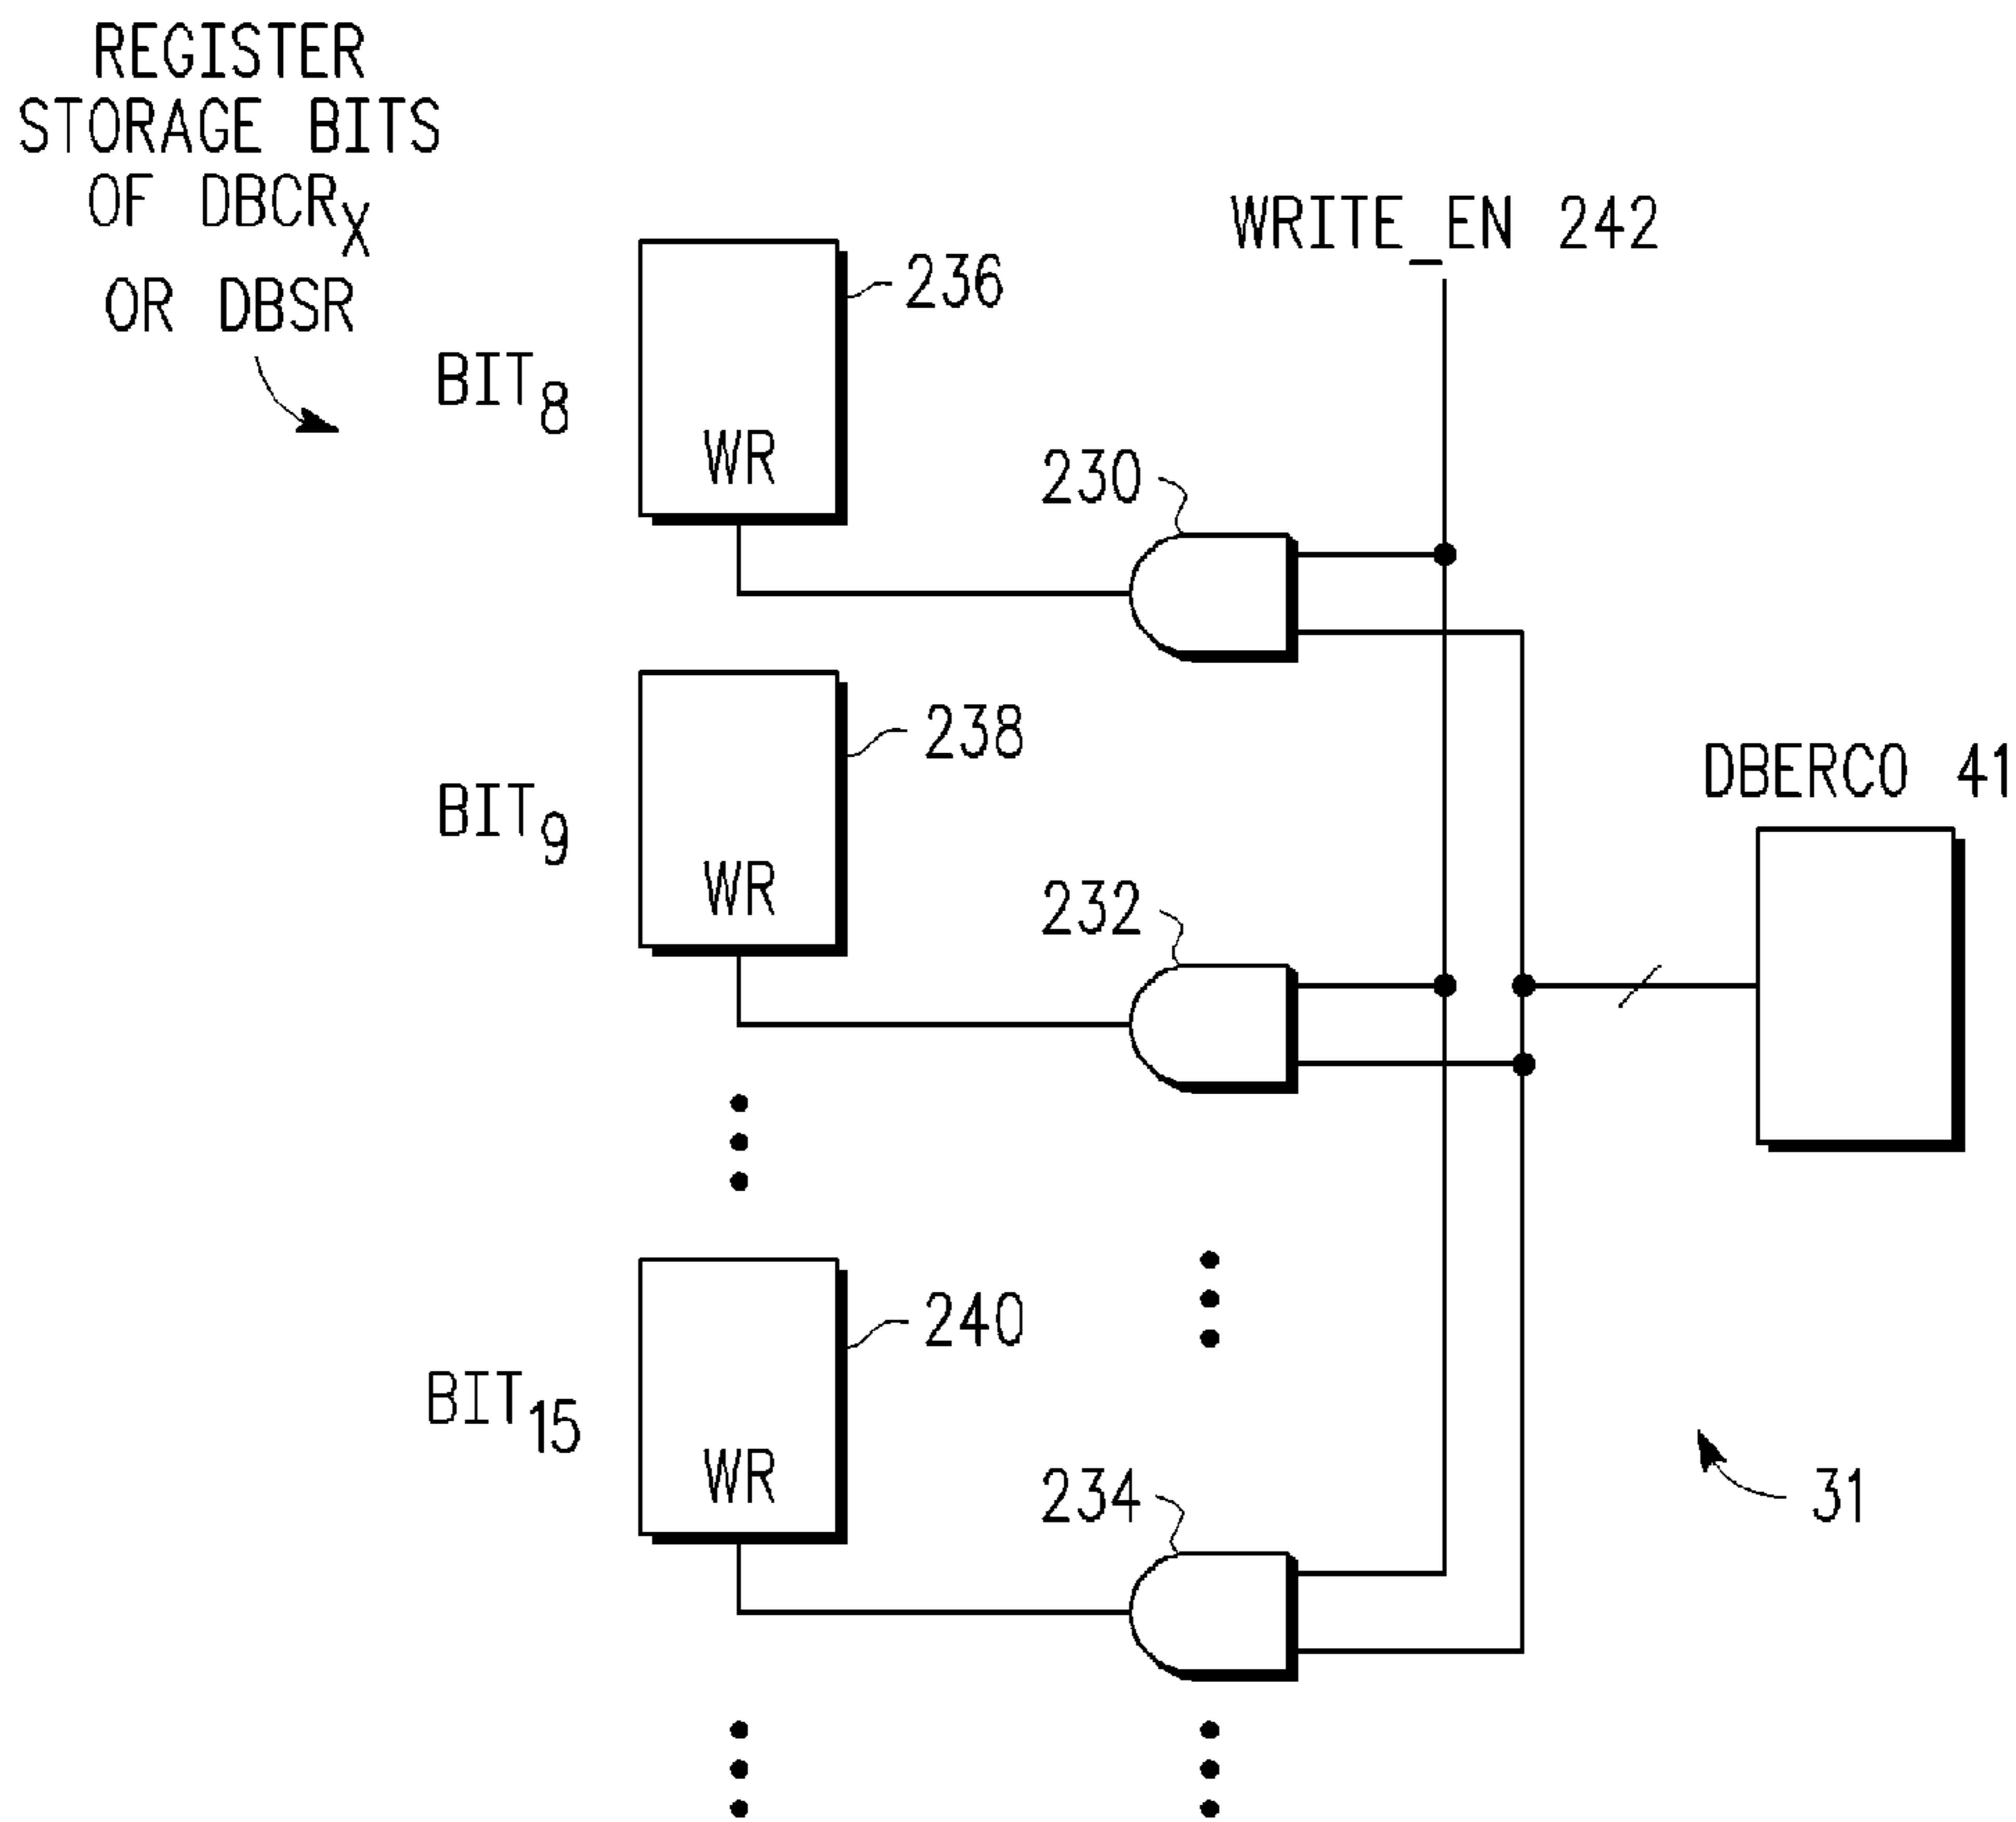 REGISTER
STORAGE BITS
OF DBCRX
OR DBSR
WRITE_EN 242
236
BIT8
WR
230
238
BIT9
DBERC0 41
WR
232
240
BIT15
WR
234
31